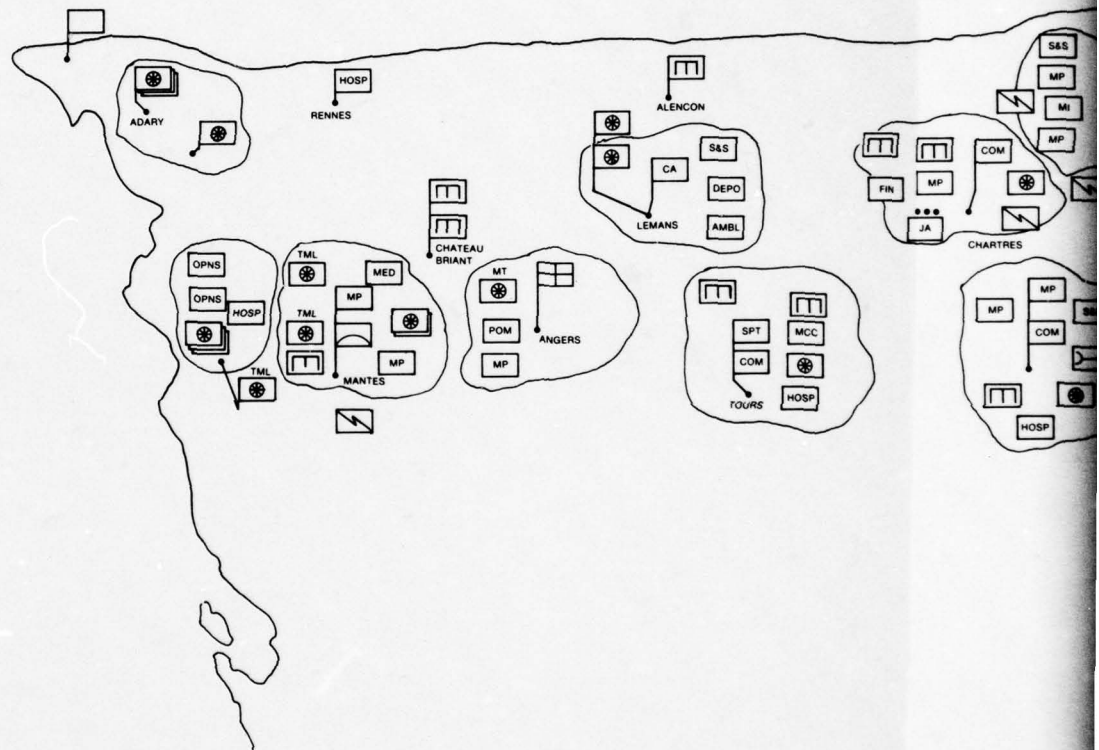 S&S
MP
MI
MP
HOSP
RENNES
ADARY
ALENCON
S&S
CA
DEPO
AMBL
LEMANS
COM
FIN
MP
JA
CHARTRES
CHATEAU
BRIANT
OPNS
OPNS
HOSP
TML
TML
MED
MP
TML
MP
MANTES
MT
POM
MP
ANGERS
SPT
MCC
COM
HOSP
TOURS
MP
MP
COM
HOSP